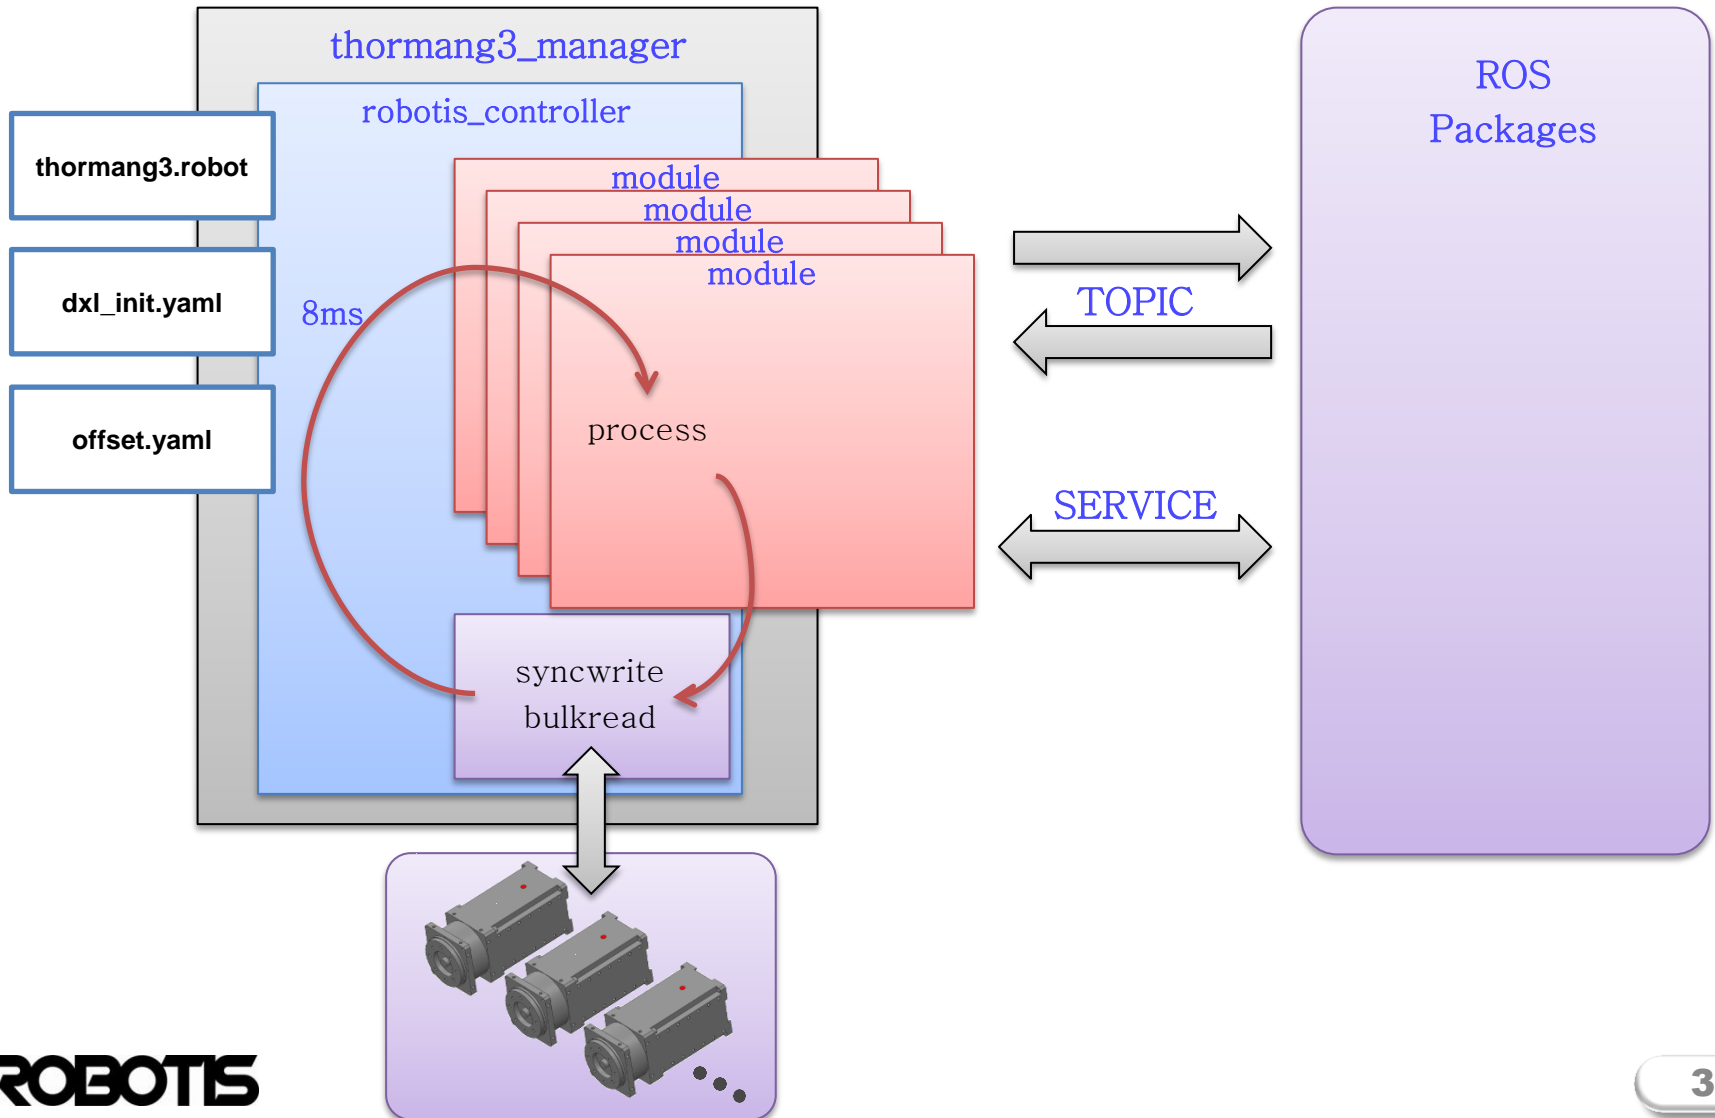 thormang3_manager
robotis_controller
thormang3.robot
dxl_init.yaml
offset.yaml
module
module
module
module
8ms
process
syncwrite
bulkread
TOPIC
SERVICE
ROS
Packages
ROBOTIS
3